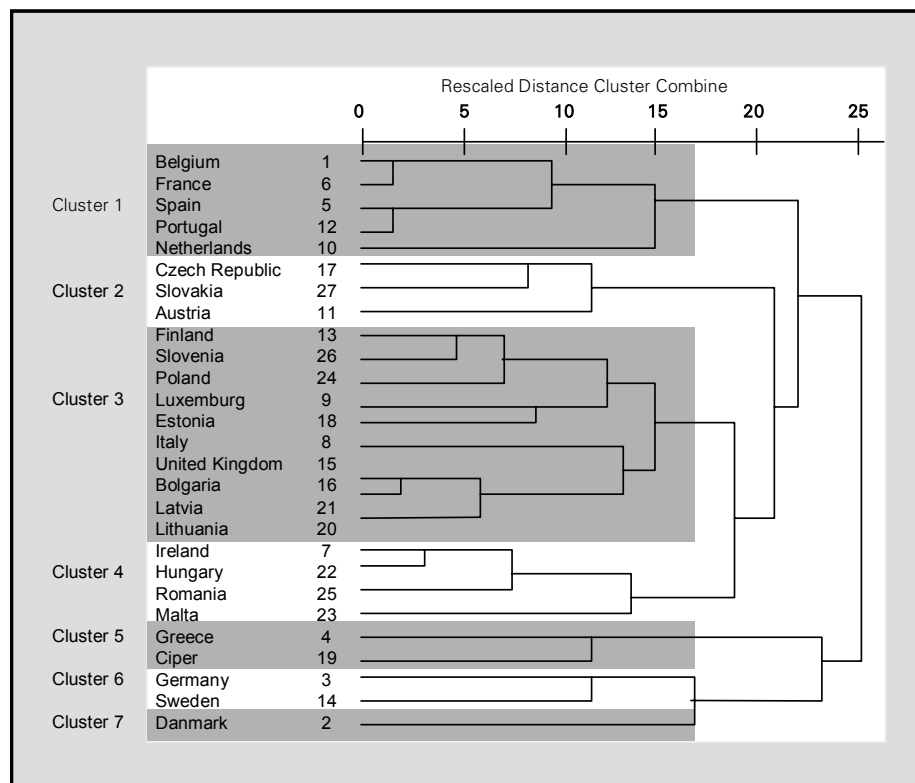 Rescaled Distance Cluster Combine
0 5 10 15 20 25
Belgium 1
France 6
Cluster 1 Spain 5
Portugal 12
Netherlands 10
Czech Republic 17
Cluster 2 Slovakia 27
Austria 11
Finland 13
Slovenia 26
Poland 24
Cluster 3 Luxemburg 9
Estonia 18
Italy 8
United Kingdom 15
Bolgaria 16
Latvia 21
Lithuania 20
Ireland 7
Cluster 4 Hungary 22
Romania 25
Malta 23
Cluster 5 Greece 4
Ciper 19
Cluster 6 Germany 3
Sweden 14
Cluster 7 Danmark 2